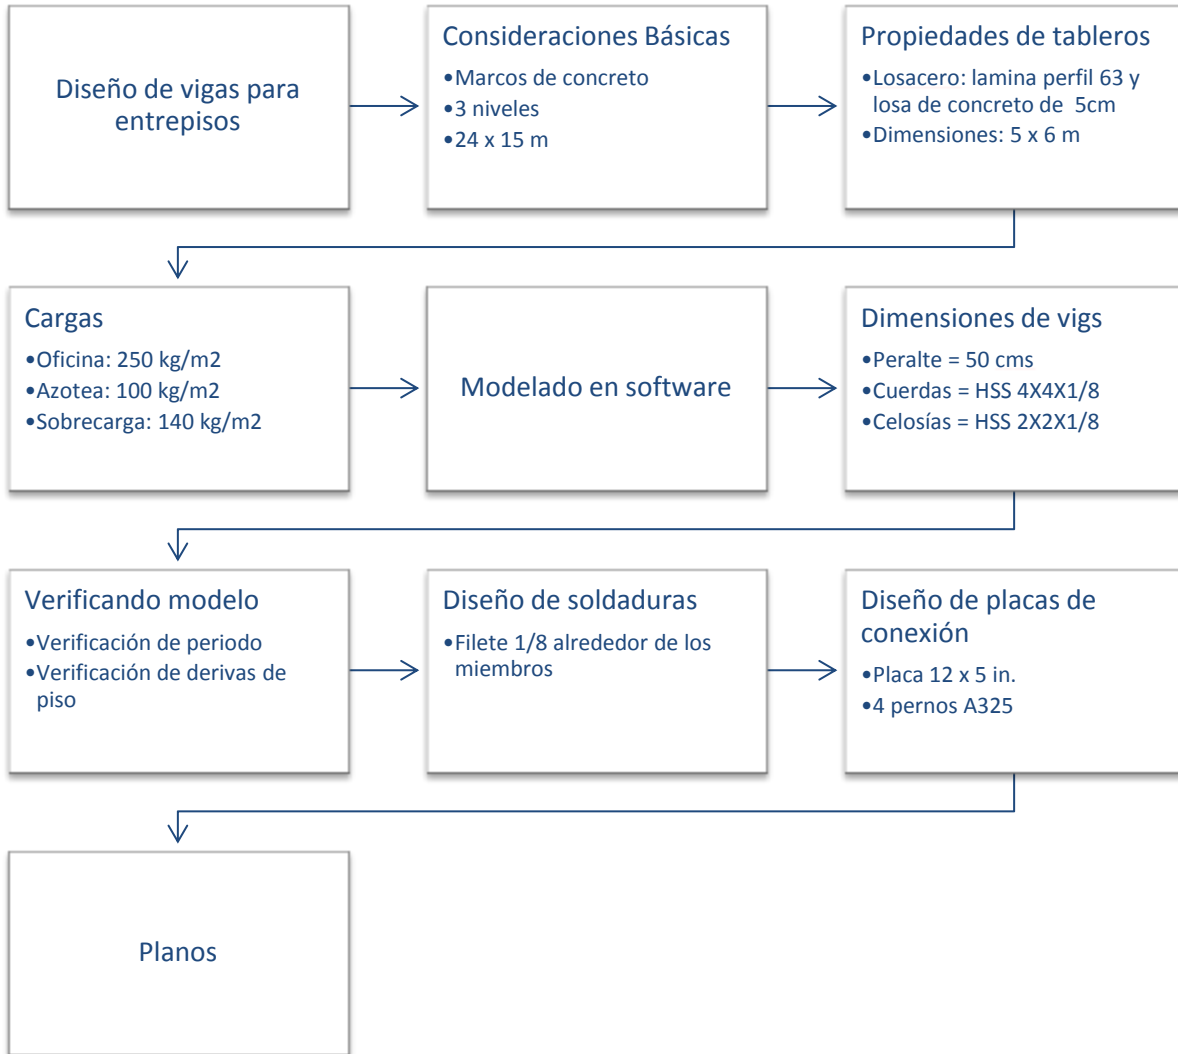 Diseño de vigas para
entrepisos
Consideraciones Básicas
•Marcos de concreto
•3 niveles
•24 x 15 m
Propiedades de tableros
•Losacero: lamina perfil 63 y
losa de concreto de 5cm
•Dimensiones: 5 x 6 m
Cargas
•Oficina: 250 kg/m2
•Azotea: 100 kg/m2
•Sobrecarga: 140 kg/m2
Modelado en software
Dimensiones de vigs
•Peralte = 50 cms
•Cuerdas = HSS 4X4X1/8
•Celosías = HSS 2X2X1/8
Verificando modelo
•Verificación de periodo
•Verificación de derivas de
piso
Diseño de soldaduras
•Filete 1/8 alrededor de los
miembros
Diseño de placas de
conexión
•Placa 12 x 5 in.
•4 pernos A325
Planos